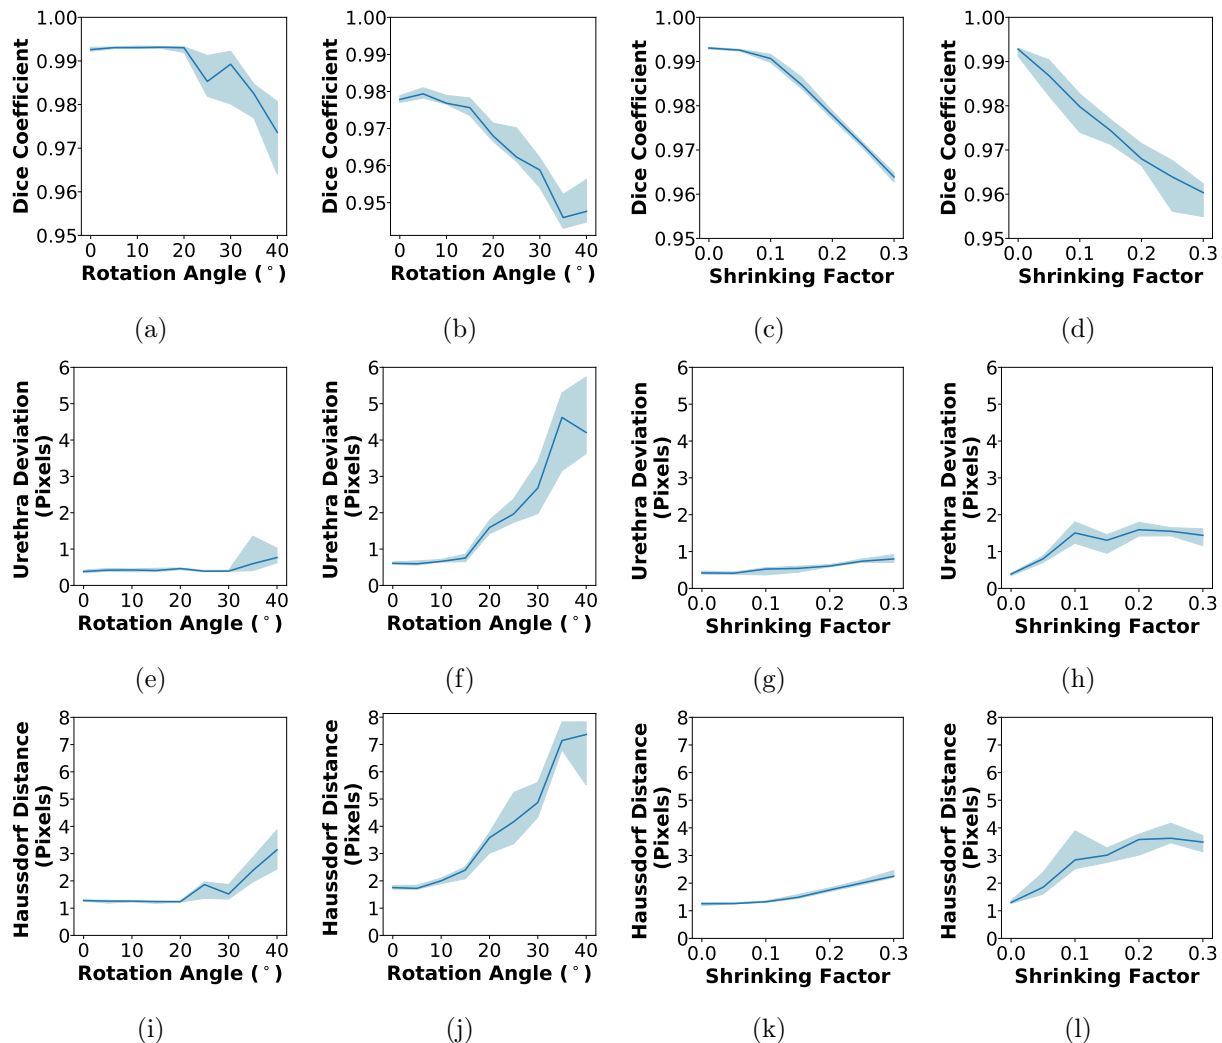 1.00
0.99
0.98
0.97
0.96
0.95
Dice Coefficient
0 10 20 30 40
Rotation Angle (°)
(a)
1.00
0.99
0.98
0.97
0.96
0.95
Dice Coefficient
0 10 20 30 40
Rotation Angle (°)
(b)
1.00
0.99
0.98
0.97
0.96
0.95
Dice Coefficient
0.0 0.1 0.2 0.3
Shrinking Factor
(c)
1.00
0.99
0.98
0.97
0.96
0.95
Dice Coefficient
0.0 0.1 0.2 0.3
Shrinking Factor
(d)
6
5
4
3
2
1
0
Urethra Deviation
(Pixels)
0 10 20 30 40
Rotation Angle (°)
(e)
6
5
4
3
2
1
0
Urethra Deviation
(Pixels)
0 10 20 30 40
Rotation Angle (°)
(f)
6
5
4
3
2
1
0
Urethra Deviation
(Pixels)
0.0 0.1 0.2 0.3
Shrinking Factor
(g)
6
5
4
3
2
1
0
Urethra Deviation
(Pixels)
0.0 0.1 0.2 0.3
Shrinking Factor
(h)
8
7
6
5
4
3
2
1
0
Haussdorf Distance
(Pixels)
0 10 20 30 40
Rotation Angle (°)
(i)
8
7
6
5
4
3
2
1
0
Haussdorf Distance
(Pixels)
0 10 20 30 40
Rotation Angle (°)
(j)
8
7
6
5
4
3
2
1
0
Haussdorf Distance
(Pixels)
0.0 0.1 0.2 0.3
Shrinking Factor
(k)
8
7
6
5
4
3
2
1
0
Haussdorf Distance
(Pixels)
0.0 0.1 0.2 0.3
Shrinking Factor
(l)